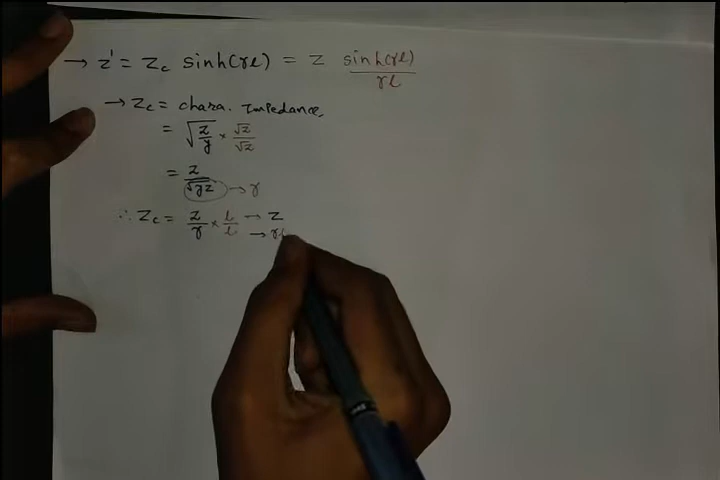 → z' = Zc sinh(γl) = Z sinh(γl)/γl
→ Zc = chara. Impedance,
= √(z/y) × √z/√z
= z/√yz → γ
∴ Zc = z/γ × l/l → Z
→ γl